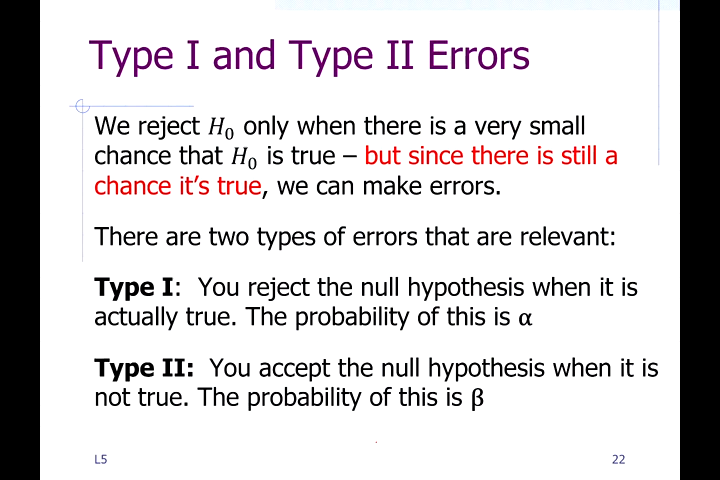 Type I and Type II Errors
We reject H₀ only when there is a very small
chance that H₀ is true – but since there is still a
chance it’s true, we can make errors.
There are two types of errors that are relevant:
Type I: You reject the null hypothesis when it is
actually true. The probability of this is α
Type II: You accept the null hypothesis when it is
not true. The probability of this is β
L5
22